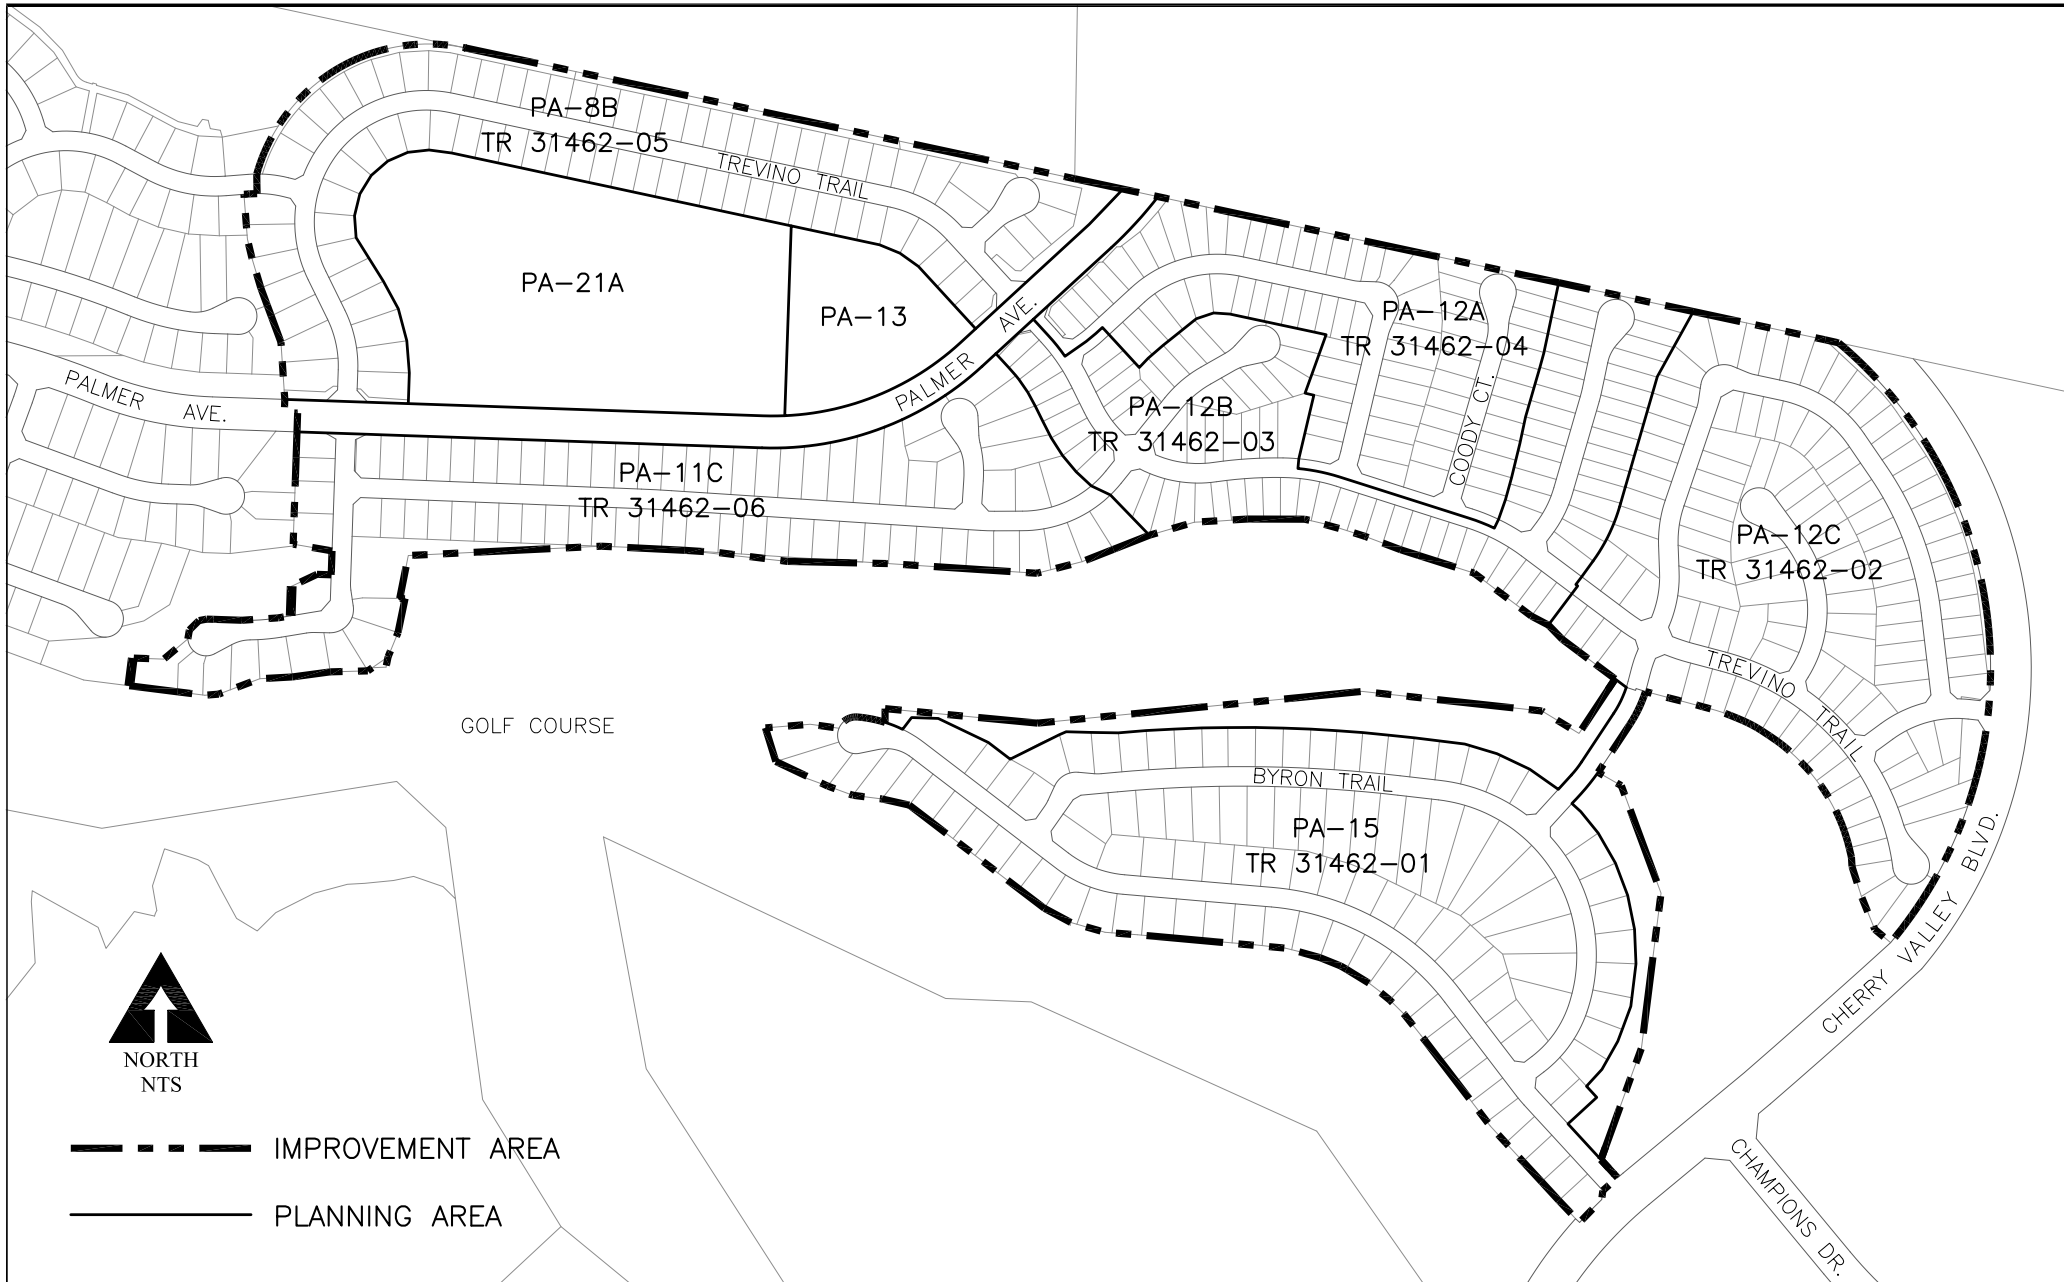 PA-8B
TR 31462-05
TREVINO TRAIL
PA-21A
PA-13
PALMER AVE.
PA-12A
TR 31462-04
COODY CT.
PALMER AVE.
PA-12B
TR 31462-03
PA-11C
TR 31462-06
PA-12C
TR 31462-02
TREVINO TRAIL
GOLF COURSE
BYRON TRAIL
PA-15
TR 31462-01
CHERRY VALLEY BLVD.
CHAMPIONS DR.
NORTH
NTS
IMPROVEMENT AREA
PLANNING AREA